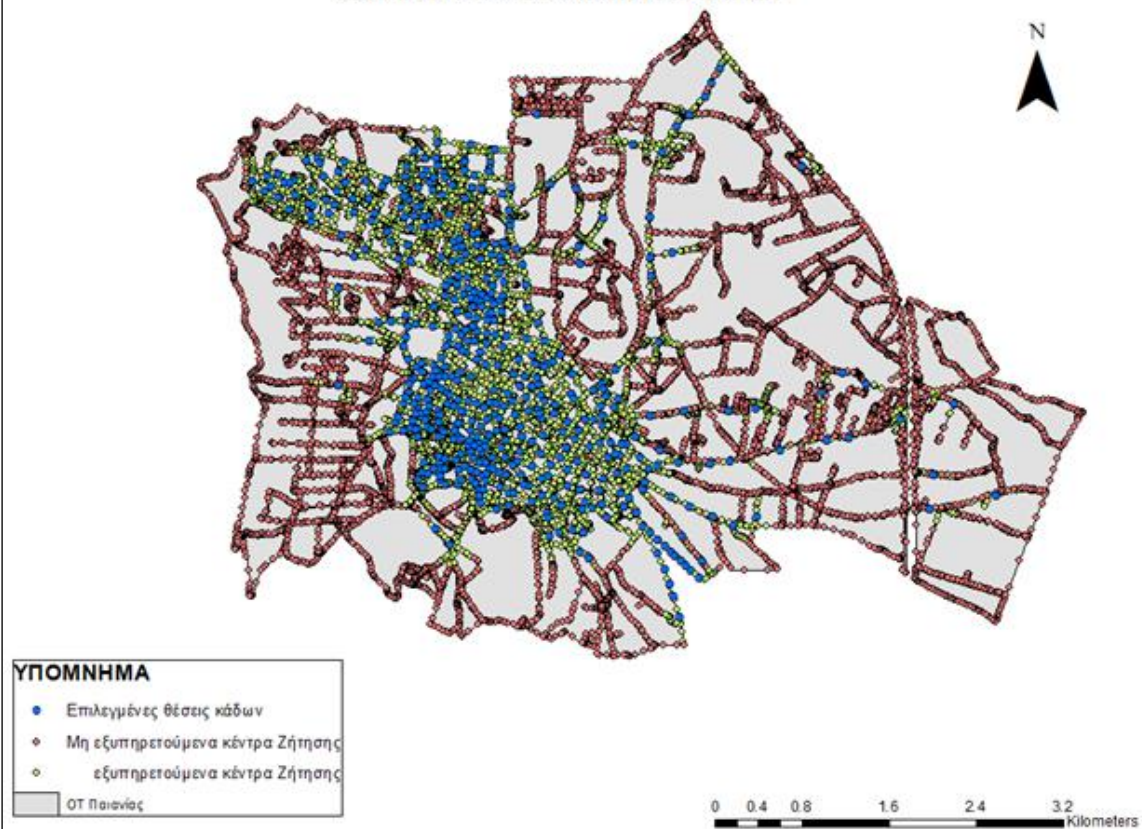 N
ΥΠΟΜΝΗΜΑ
Επιλεγμένες θέσεις κάδων
Μη εξυπηρετούμενα κέντρα Ζήτησης
εξυπηρετούμενα κέντρα Ζήτησης
ΟΤ Παιανίας
0 0.4 0.8 1.6 2.4 3.2
Kilometers